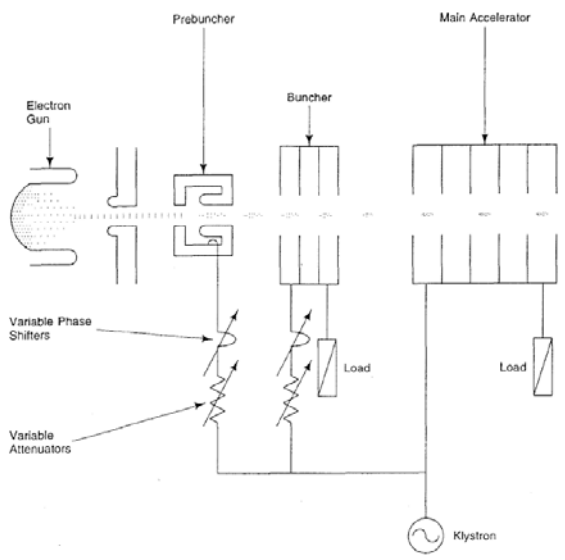 Prebuncher
Main Accelerator
Buncher
Electron
Gun
Variable Phase
Shifters
Load
Load
Variable
Attenuators
Klystron